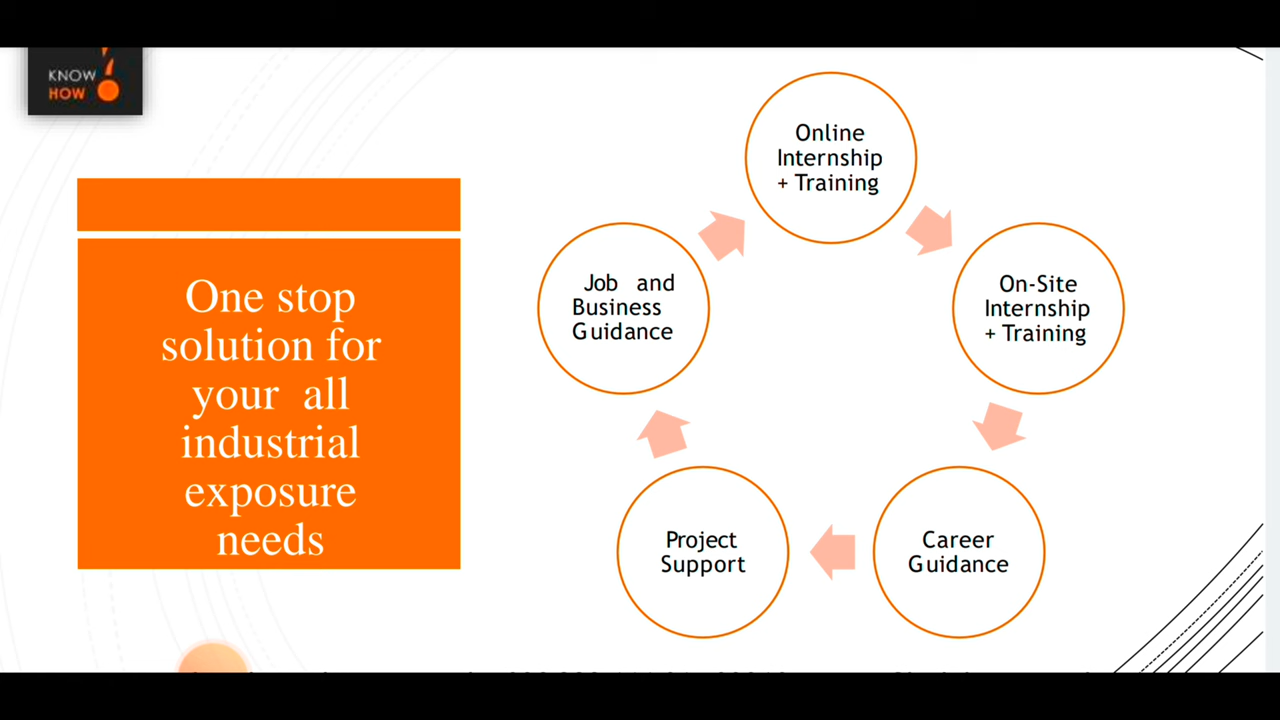 KNOW
HOW
One stop
solution for
your all
industrial
exposure
needs
Online
Internship
+ Training
On-Site
Internship
+ Training
Career
Guidance
Project
Support
Job and
Business
Guidance